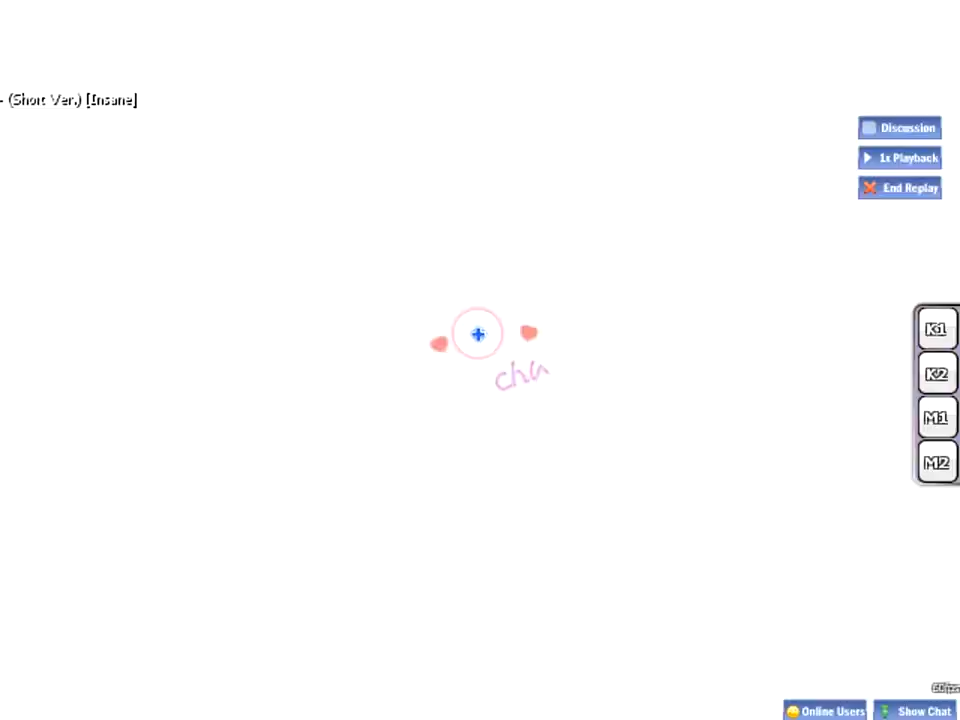 - (Short Ver.) [Insane]
Discussion
1x Playback
End Replay
K1
K2
chu
M1
M2
Online Users
Show Chat